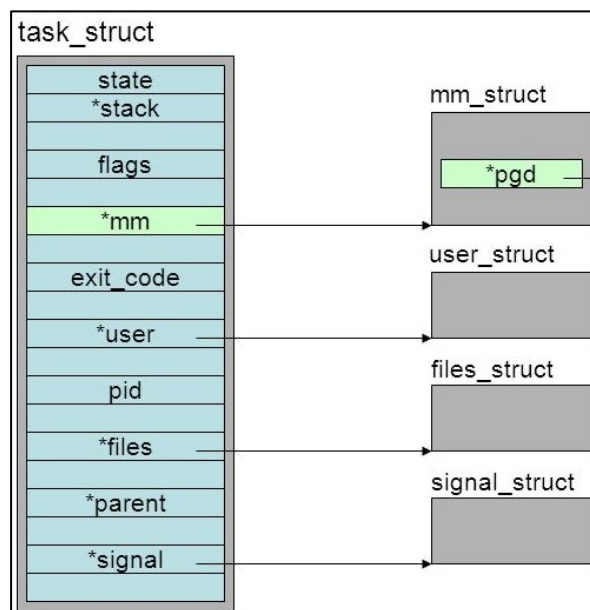 task_struct
state
*stack
flags
*mm
exit_code
*user
pid
*files
*parent
*signal
mm_struct
*pgd
user_struct
files_struct
signal_struct